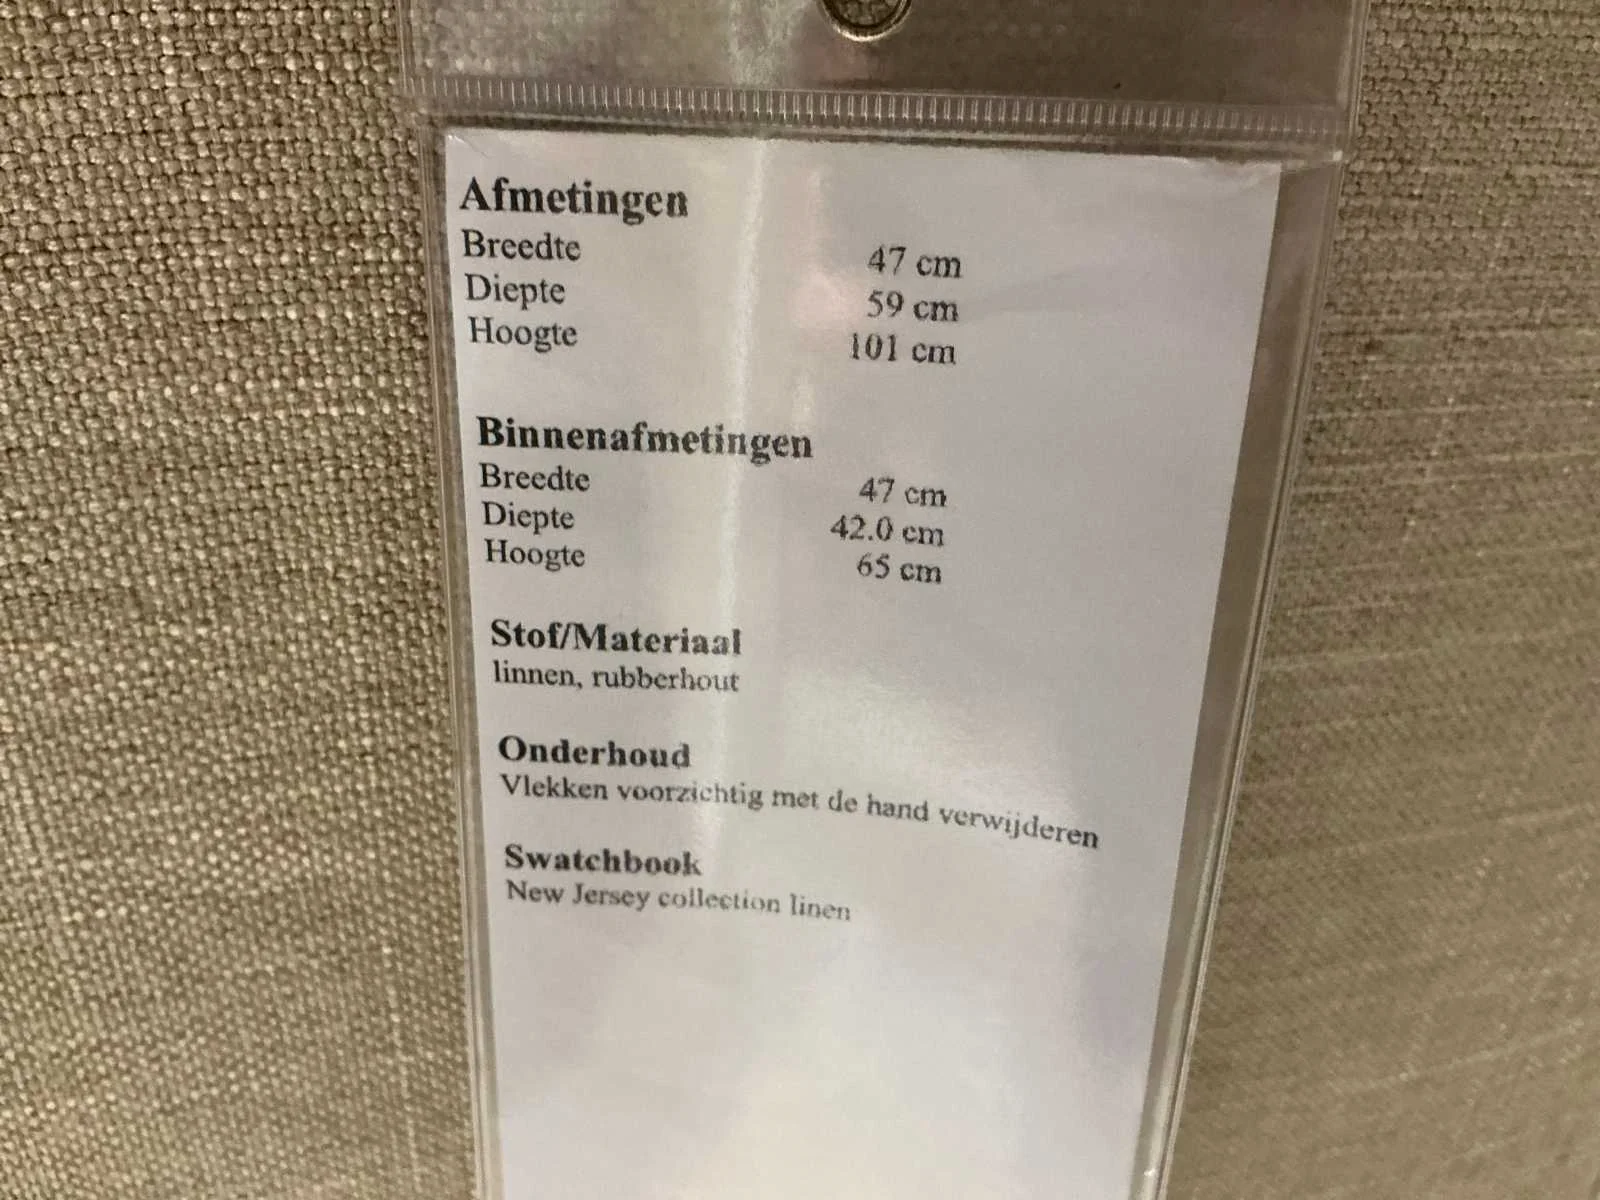 Afmetingen
Breedte 47 cm
Diepte 59 cm
Hoogte 101 cm
Binnenafmetingen
Breedte 47 cm
Diepte 42.0 cm
Hoogte 65 cm
Stof/Materiaal
linnen, rubberhout
Onderhoud
Vlekken voorzichtig met de hand verwijderen
Swatchbook
New Jersey collection linen